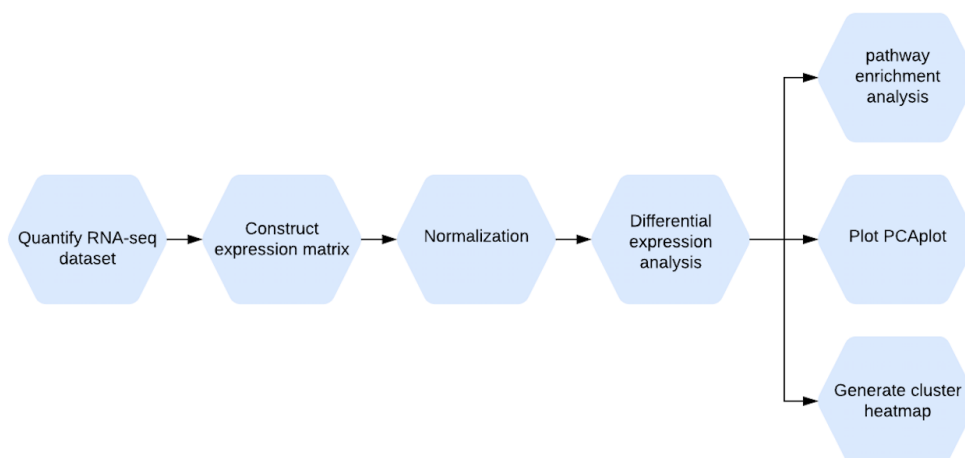 Quantify RNA-seq
dataset
Construct
expression matrix
Normalization
Differential
expression
analysis
pathway
enrichment
analysis
Plot PCAplot
Generate cluster
heatmap